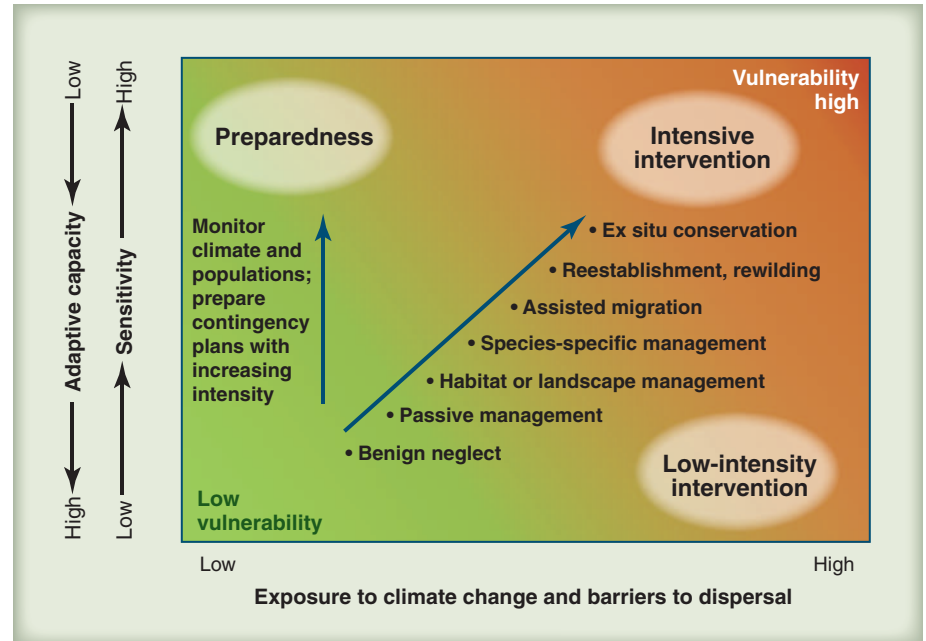 Low
High
Adaptive capacity
Sensitivity
High
Low
Vulnerability
high
Preparedness
Intensive
intervention
Monitor
climate and
populations;
prepare
contingency
plans with
increasing
intensity
• Ex situ conservation
• Reestablishment, rewilding
• Assisted migration
• Species-specific management
• Habitat or landscape management
• Passive management
• Benign neglect
Low-intensity
intervention
Low
vulnerability
Low
High
Exposure to climate change and barriers to dispersal